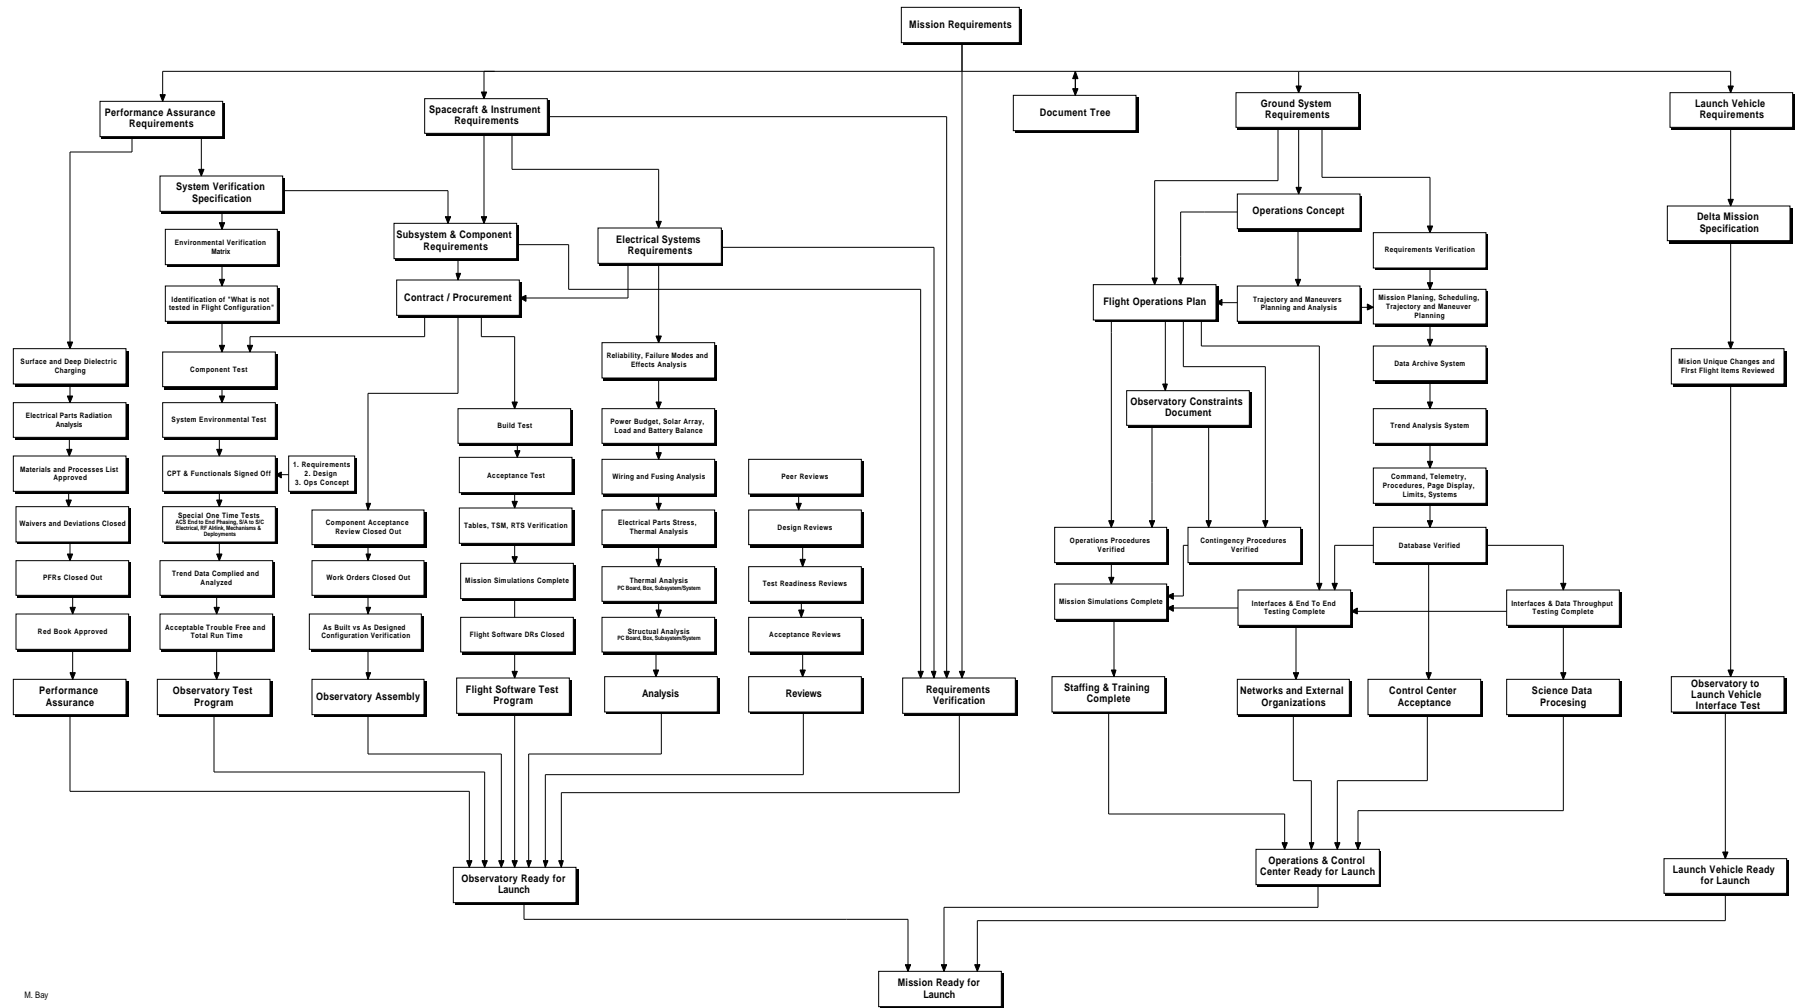 Mission Requirements
Performance Assurance
Requirements
Spacecraft & Instrument
Requirements
Document Tree
Ground System
Requirements
Launch Vehicle
Requirements
System Verification
Specification
Subsystem & Component
Requirements
Electrical Systems
Requirements
Operations Concept
Delta Mission
Specification
Environmental Verification
Matrix
Requirements Verification
Identification of "What is not
tested in Flight Configuration"
Contract / Procurement
Flight Operations Plan
Trajectory and Maneuvers
Planning and Analysis
Mission Planing, Scheduling,
Trajectory and Maneuver
Planning
Surface and Deep Dielectric
Charging
Component Test
Reliability, Failure Modes and
Effects Analysis
Data Archive System
Mision Unique Changes and
FIrst Flight Items Reviewed
Electrical Parts Radiation
Analysis
System Environmental Test
Build Test
Power Budget, Solar Array,
Load and Battery Balance
Observatory Constraints
Document
Trend Analysis System
Materials and Processes List
Approved
CPT & Functionals Signed Off
1. Requirements
2. Design
3. Ops Concept
Acceptance Test
Wiring and Fusing Analysis
Peer Reviews
Command, Telemetry,
Procedures, Page Display,
Limits, Systems
Waivers and Deviations Closed
Special One Time Tests
ACS End to End Phasing, S/A to S/C
Electrical, RF Airlink, Mechanisms &
Deployments
Component Acceptance
Review Closed Out
Tables, TSM, RTS Verification
Electrical Parts Stress,
Thermal Analysis
Design Reviews
Operations Procedures
Verified
Contingency Procedures
Verified
Database Verified
PFRs Closed Out
Trend Data Complied and
Analyzed
Work Orders Closed Out
Mission Simulations Complete
Thermal Analysis
PC Board, Box, Subsystem/System
Test Readiness Reviews
Mission Simulations Complete
Interfaces & End To End
Testing Complete
Interfaces & Data Throughput
Testing Complete
Red Book Approved
Acceptable Trouble Free and
Total Run Time
As Built vs As Designed
Configuration Verification
Flight Software DRs Closed
Structual Analysis
PC Board, Box, Subsystem/System
Acceptance Reviews
Performance
Assurance
Observatory Test
Program
Observatory Assembly
Flight Software Test
Program
Analysis
Reviews
Requirements
Verification
Staffing & Training
Complete
Networks and External
Organizations
Control Center
Acceptance
Science Data
Procesing
Observatory to
Launch Vehicle
Interface Test
Observatory Ready for
Launch
Operations & Control
Center Ready for Launch
Launch Vehicle Ready
for Launch
Mission Ready for
Launch
M. Bay